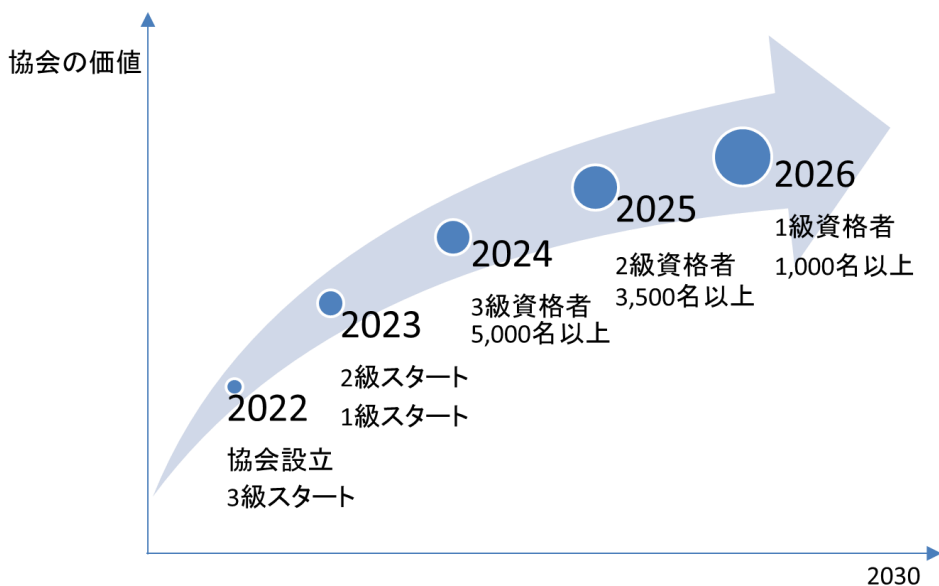 協会の価値
2022
協会設立
3級スタート
2023
2級スタート
1級スタート
2024
3級資格者
5,000名以上
2025
2級資格者
3,500名以上
2026
1級資格者
1,000名以上
2030